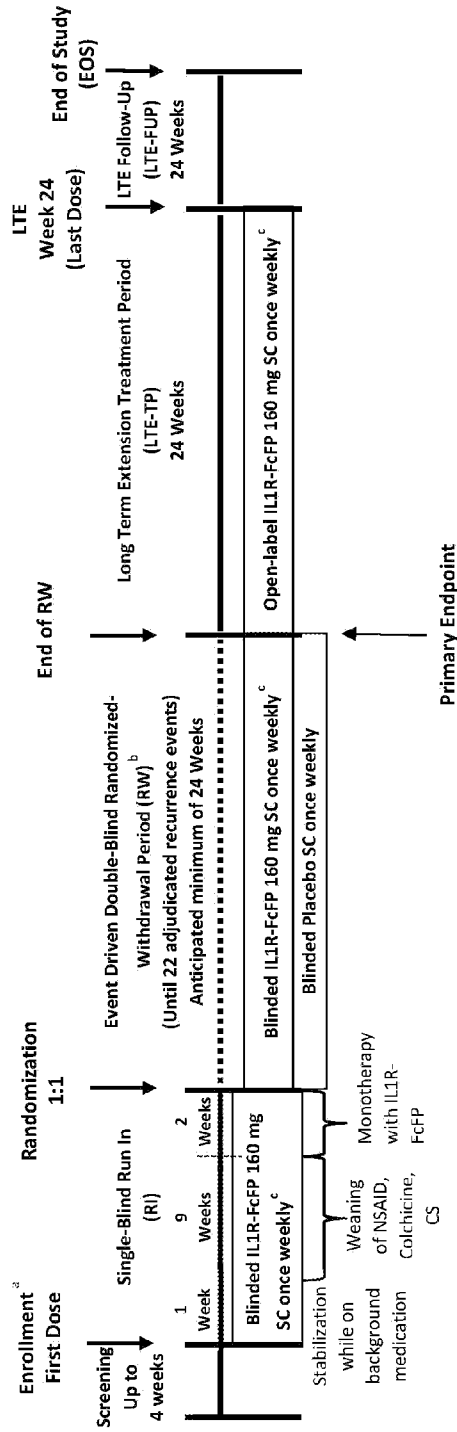 Enrollment a
First Dose
Randomization
1:1
End of RW
LTE
Week 24
(Last Dose)
End of Study
(EOS)
Screening
Up to
4 weeks
Single-Blind Run In
(RI)
1
Week
9
Weeks
2
Weeks
Event Driven Double-Blind Randomized-
Withdrawal Period (RW) b
(Until 22 adjudicated recurrence events)
Anticipated minimum of 24 Weeks
Long Term Extension Treatment Period
(LTE-TP)
24 Weeks
LTE Follow-Up
(LTE-FUP)
24 Weeks
Blinded IL1R-FcFP 160 mg
SC once weekly c
Blinded IL1R-FcFP 160 mg SC once weekly c
Blinded Placebo SC once weekly
Open-label IL1R-FcFP 160 mg SC once weekly c
Stabilization
while on
background
medication
Weaning
of NSAID,
Colchicine,
CS
Monotherapy
with IL1R-
FcFP
Primary Endpoint